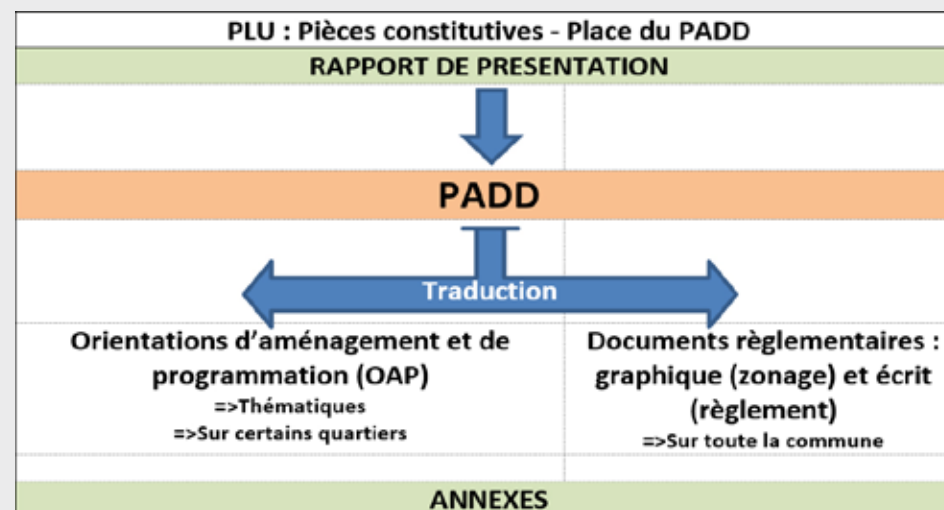 PLU : Pièces constitutives - Place du PADD
RAPPORT DE PRESENTATION
PADD
Traduction
Orientations d’aménagement et de
programmation (OAP)
=>Thématiques
=>Sur certains quartiers
Documents règlementaires :
graphique (zonage) et écrit
(règlement)
=>Sur toute la commune
ANNEXES